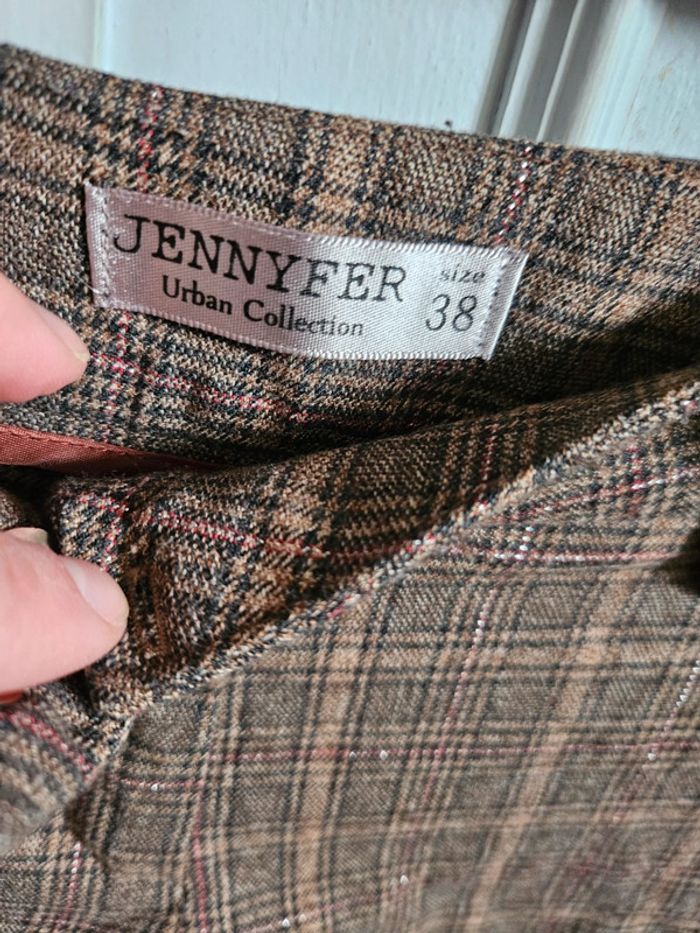 JENNYFER
Urban Collection
size
38